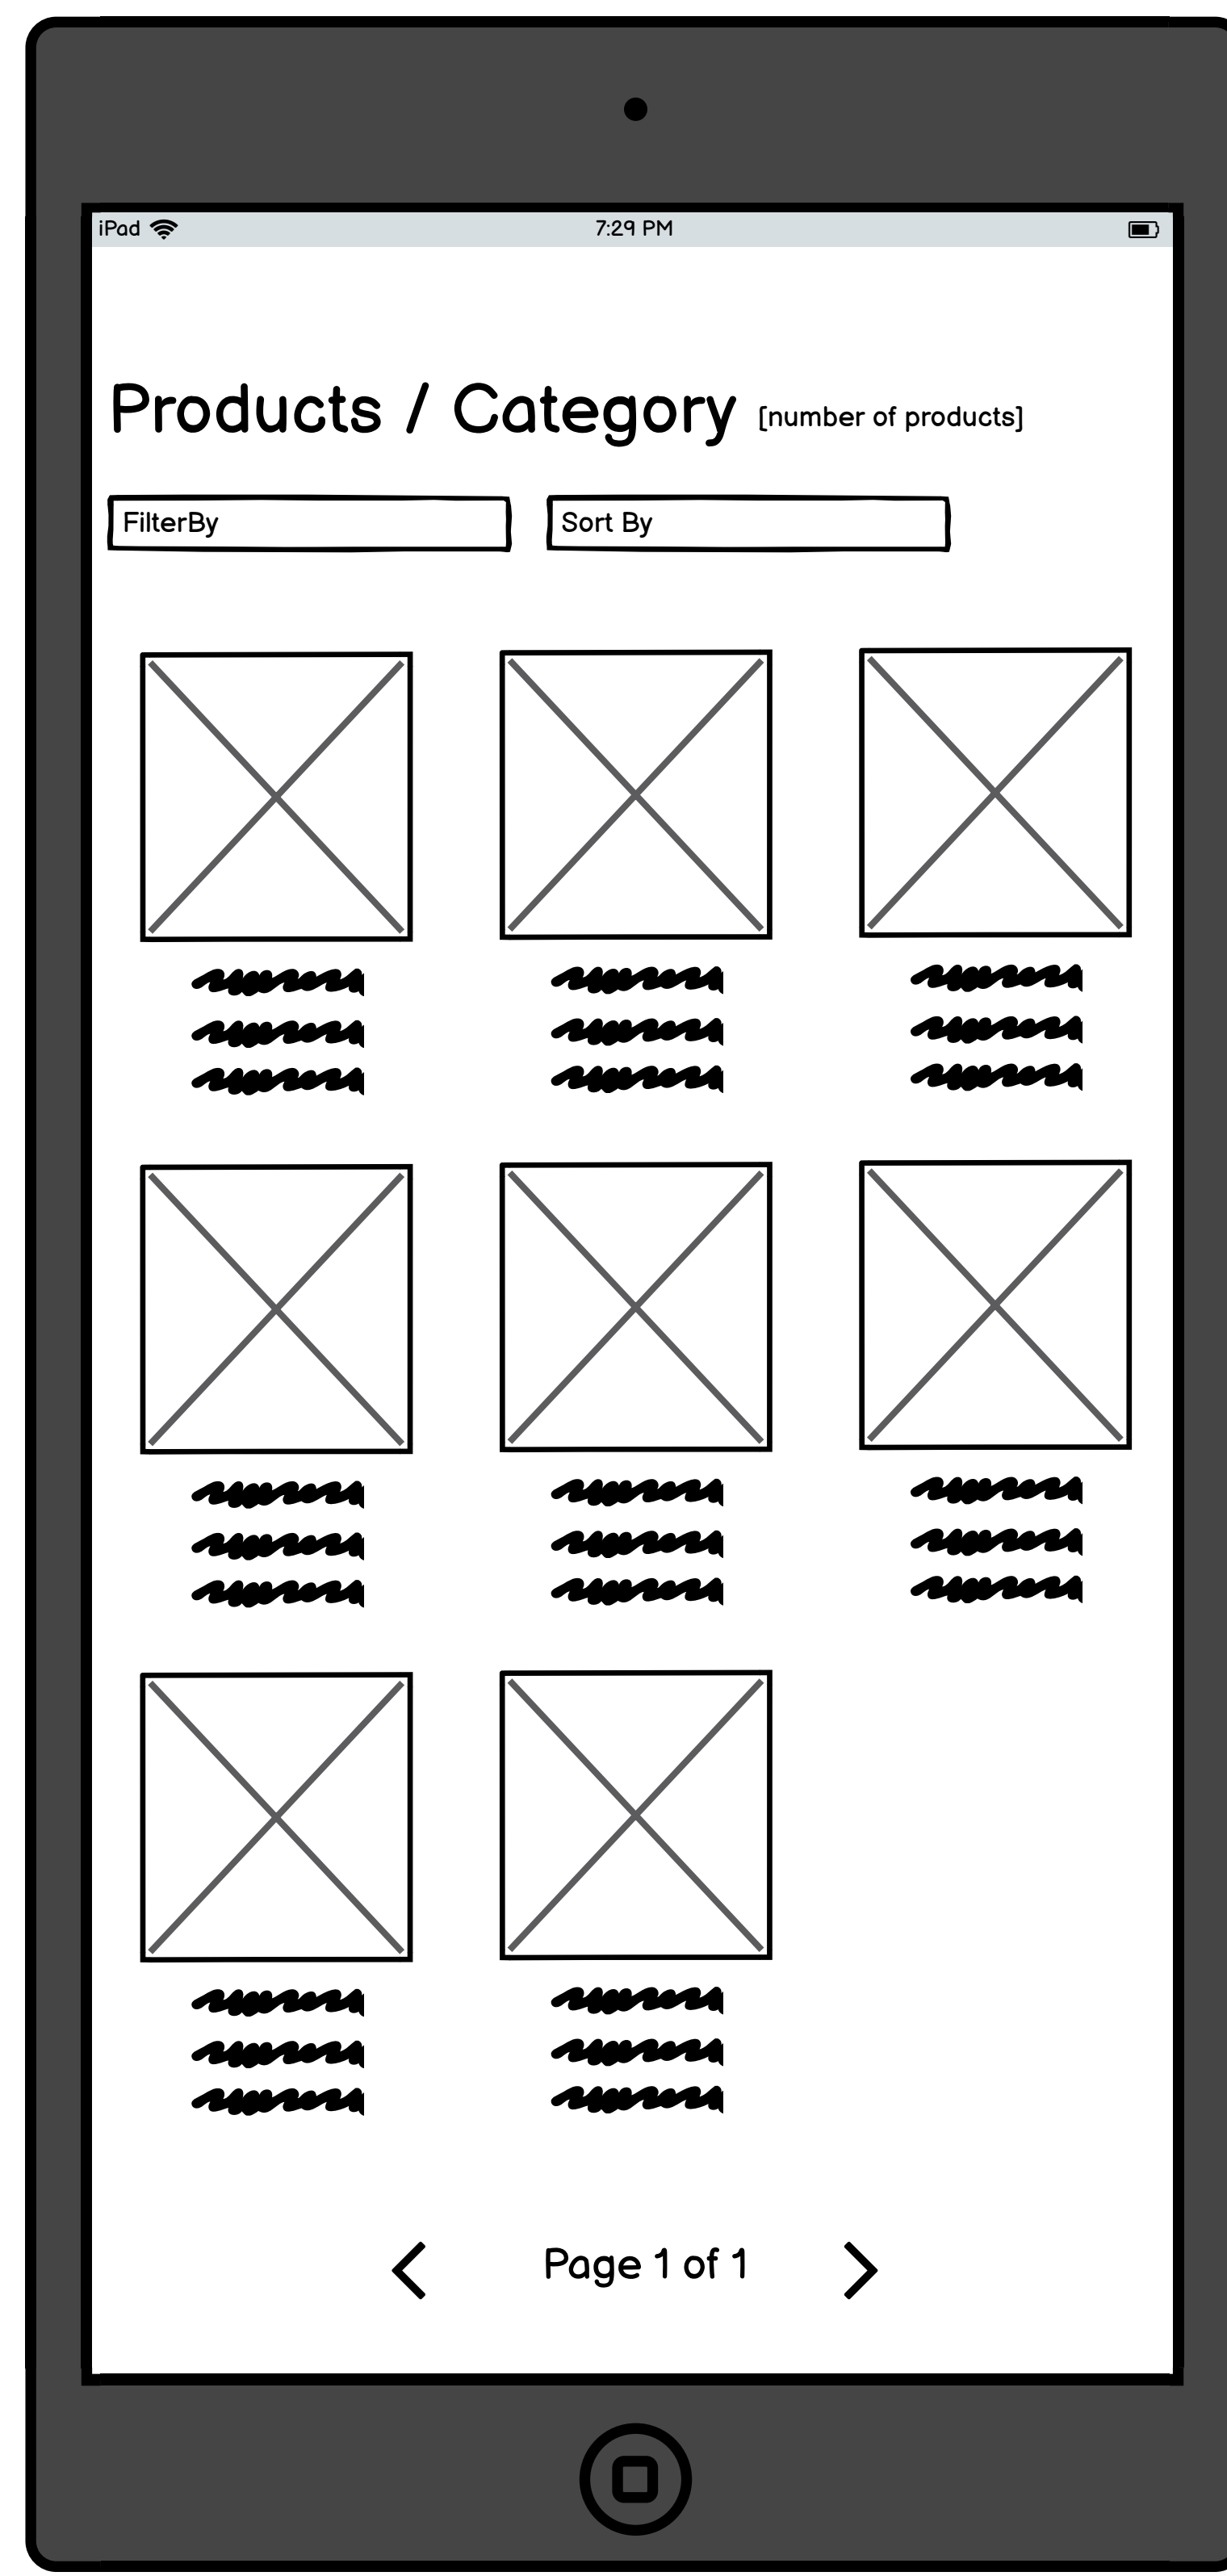 iPad 7:29 PM
Products / Category [number of products]
FilterBy Sort By
Page 1 of 1